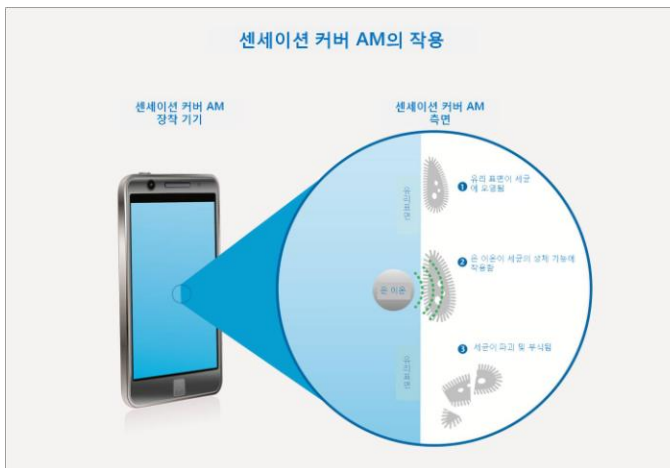 센세이션 커버 AM의 작용
센세이션 커버 AM
장착 기기
센세이션 커버 AM
측면
유리표면
❶ 유리 표면이 세균
에 오염됨
은 이온
❷ 은 이온이 세균의 생체 기능에
작용함
유리표면
❸ 세균이 파괴 및 부식됨